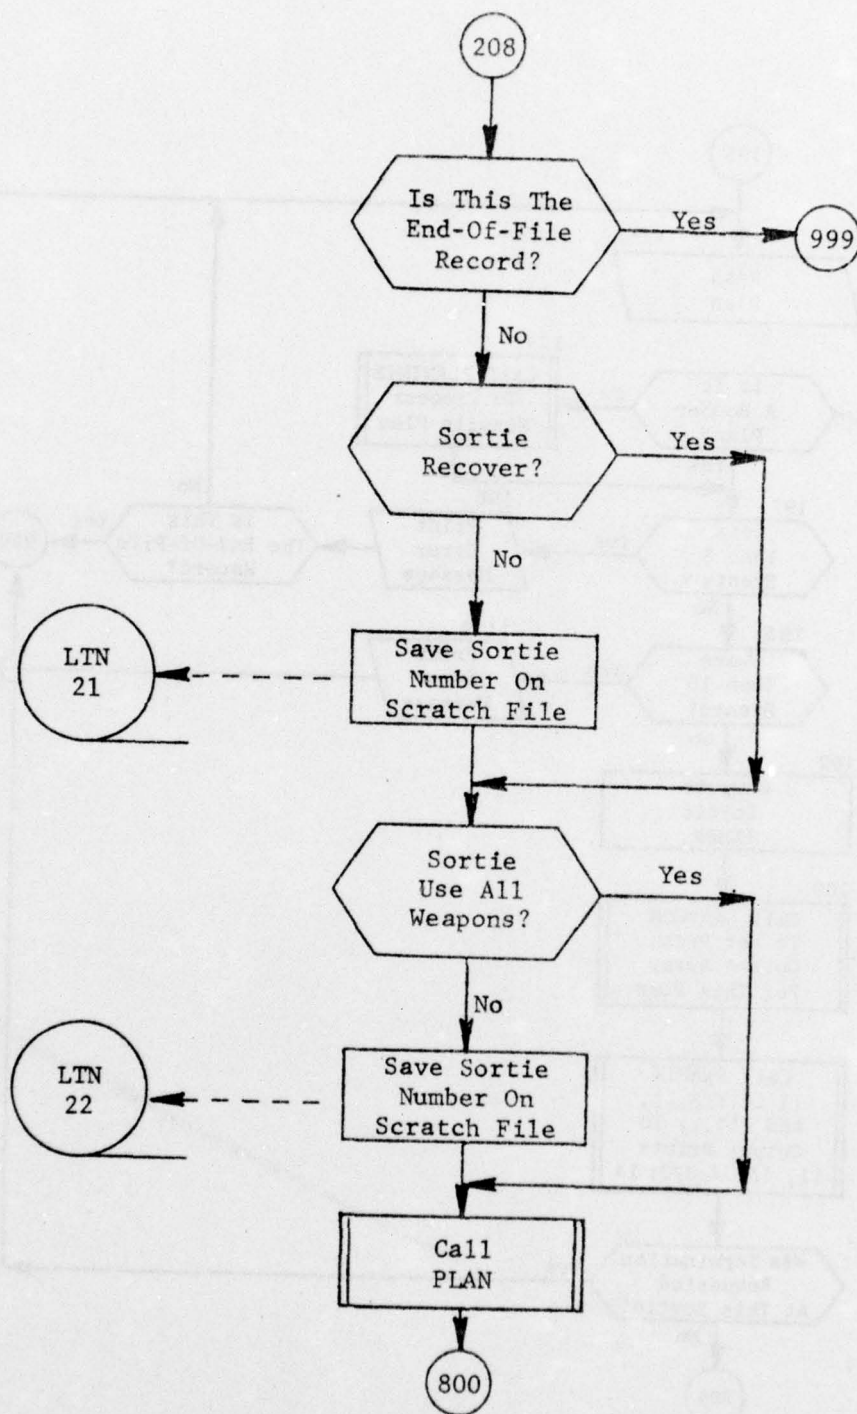 208
Is This The
End-Of-File
Record?
Yes
999
No
Sortie
Recover?
Yes
No
LTN
21
Save Sortie
Number On
Scratch File
Sortie
Use All
Weapons?
Yes
No
LTN
22
Save Sortie
Number On
Scratch File
Call
PLAN
800